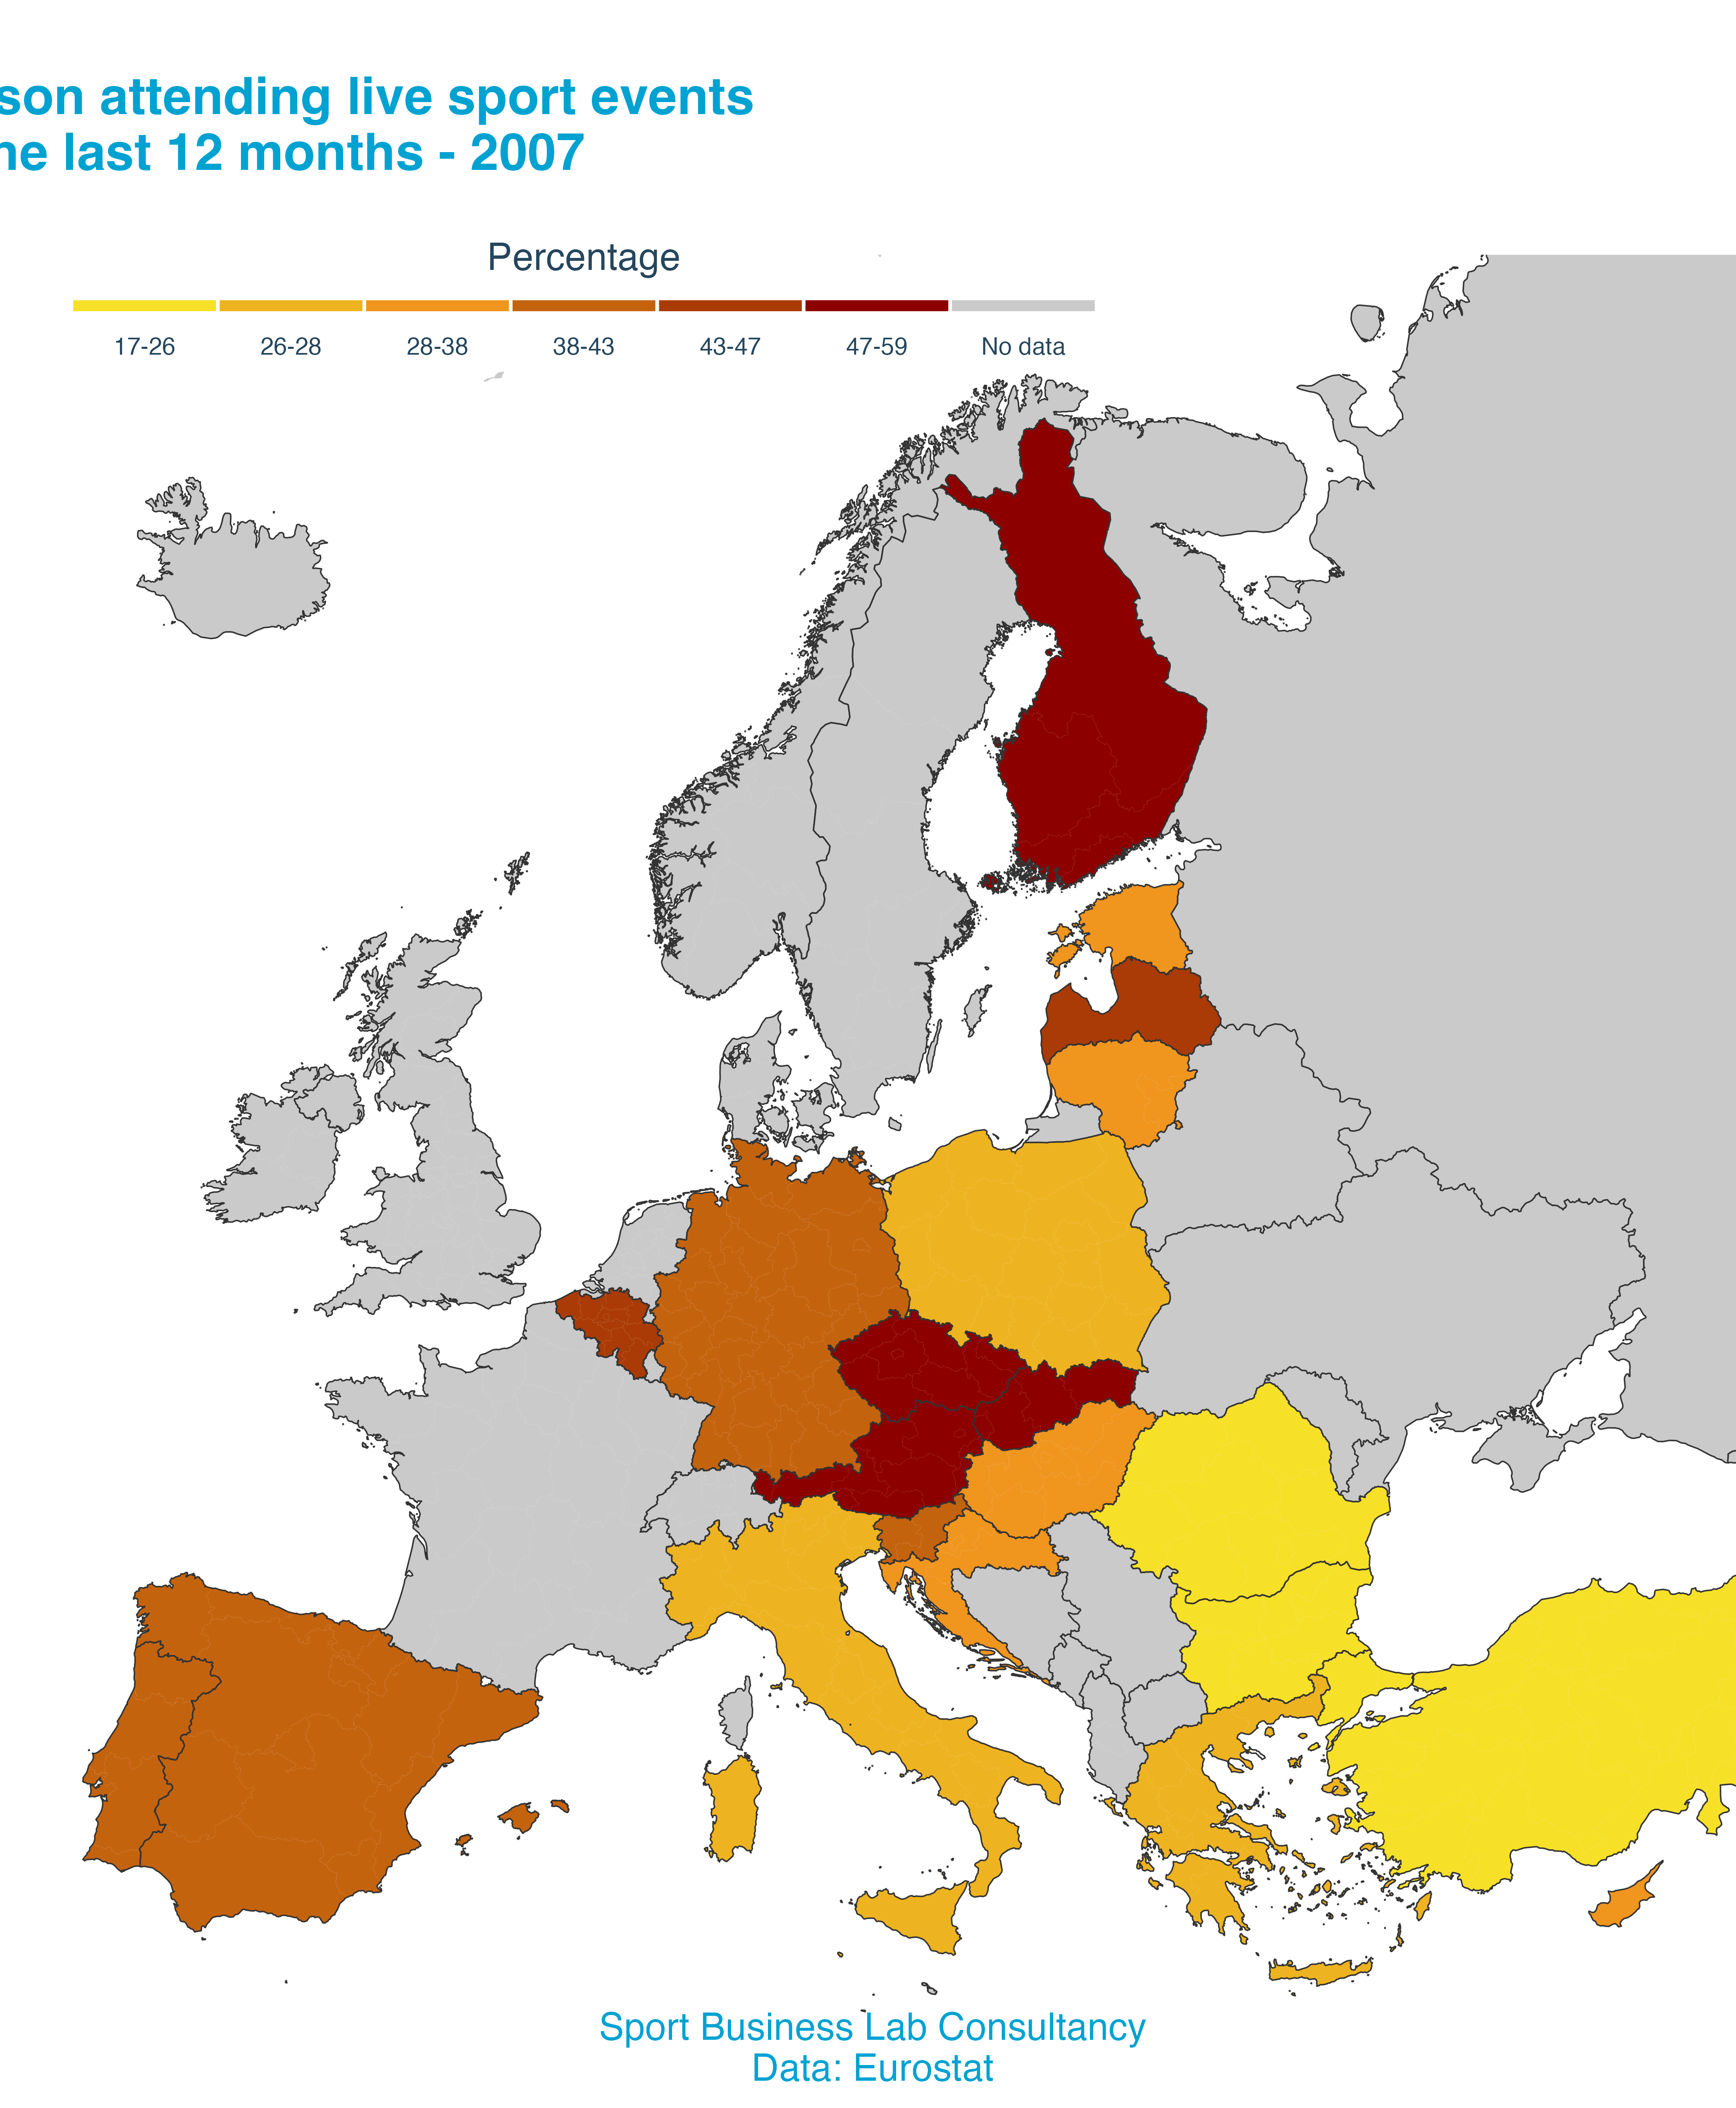 son attending live sport events
he last 12 months - 2007
Percentage
17-26 26-28 28-38 38-43 43-47 47-59 No data
Sport Business Lab Consultancy
Data: Eurostat